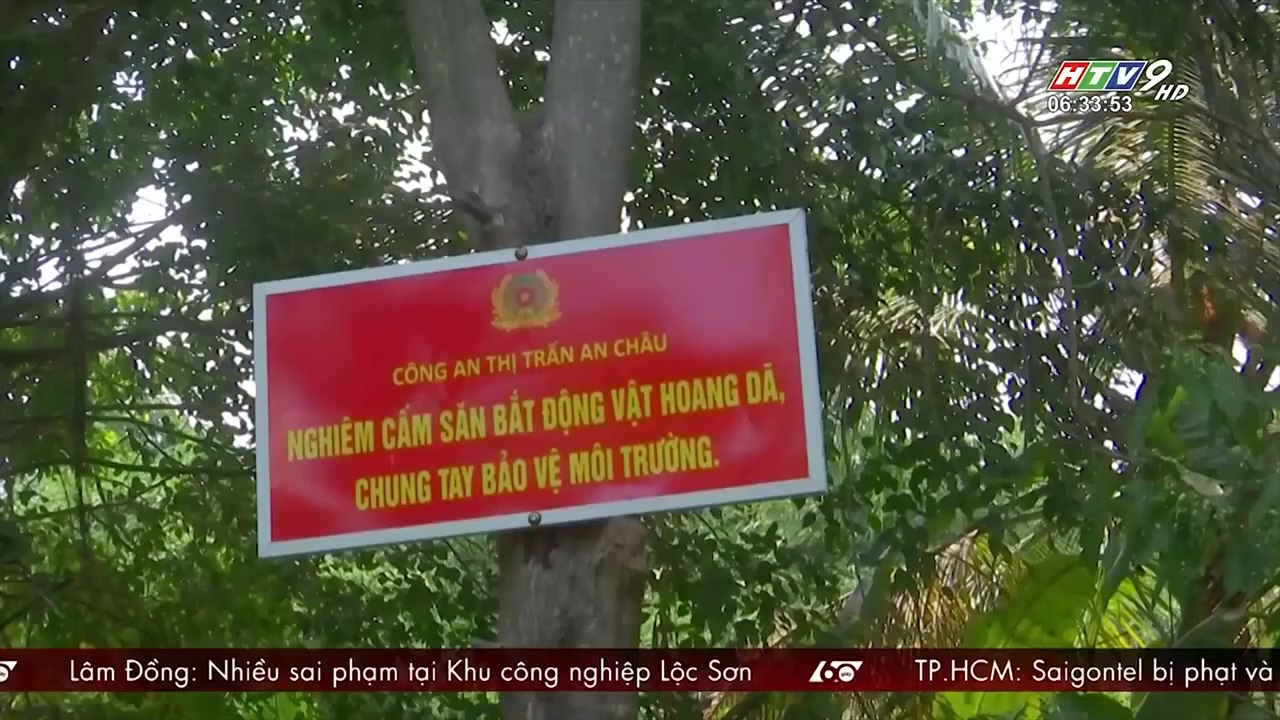 HTV9 HD
06:33:53
CÔNG AN THỊ TRẤN AN CHÂU
NGHIÊM CẤM SĂN BẮT ĐỘNG VẬT HOANG DÃ,
CHUNG TAY BẢO VỆ MÔI TRƯỜNG.
Lâm Đồng: Nhiều sai phạm tại Khu công nghiệp Lộc Sơn 60 TP.HCM: Saigontel bị phạt và